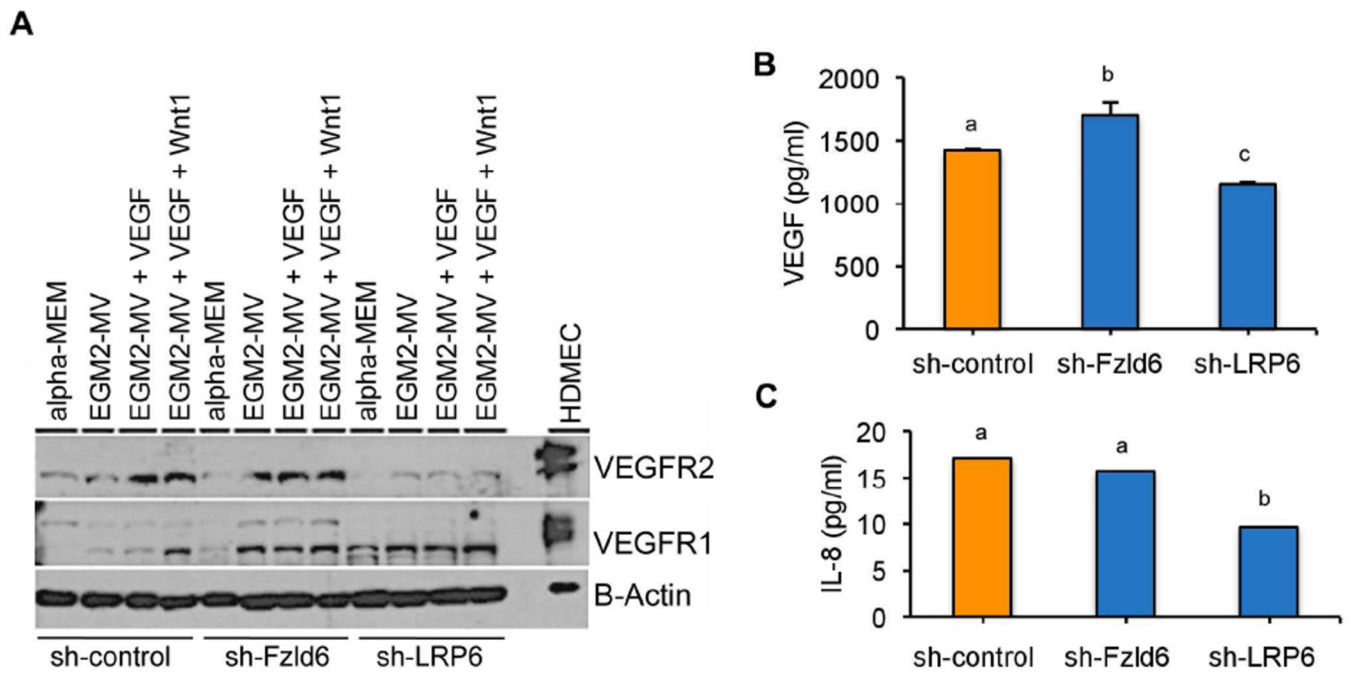 A
alpha-MEM
EGM2-MV
EGM2-MV + VEGF
EGM2-MV + VEGF + Wnt1
alpha-MEM
EGM2-MV
EGM2-MV + VEGF
EGM2-MV + VEGF + Wnt1
alpha-MEM
EGM2-MV
EGM2-MV + VEGF
EGM2-MV + VEGF + Wnt1
HDMEC
VEGFR2
VEGFR1
B-Actin
sh-control
sh-Fzld6
sh-LRP6
B
VEGF (pg/ml)
2000
1500
1000
500
0
a
b
c
sh-control
sh-Fzld6
sh-LRP6
C
IL-8 (pg/ml)
20
15
10
5
0
a
a
b
sh-control
sh-Fzld6
sh-LRP6